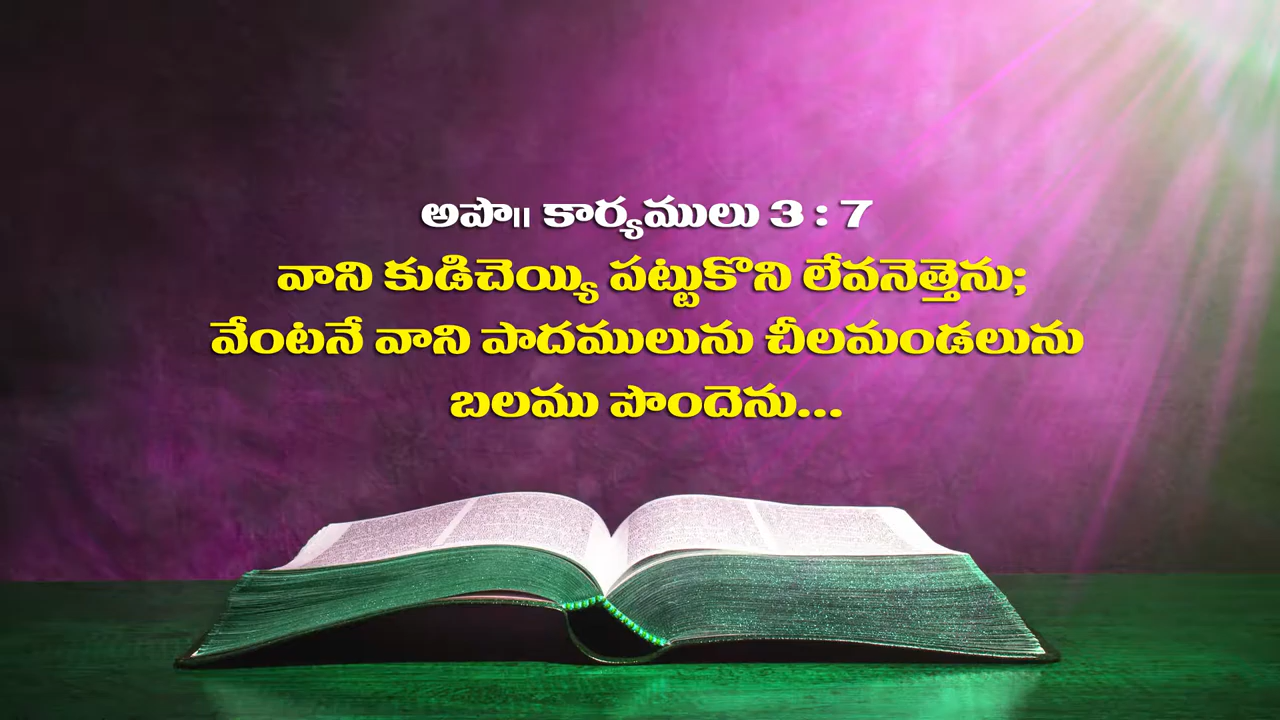 అపొ|| కార్యములు 3 : 7
వాని కుడిచెయ్యి పట్టుకొని లేవనెత్తెను;
వేంటనే వాని పాదములును చీలమండలును
బలము పొందెను...